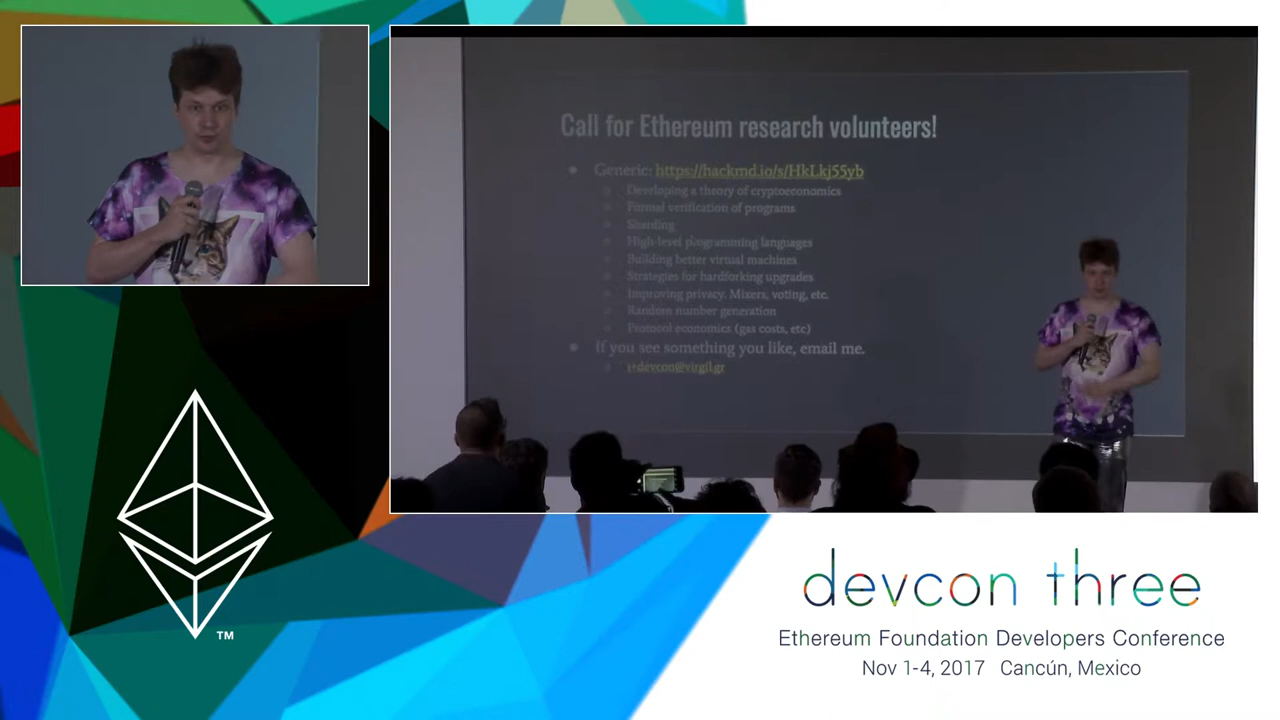 Call for Ethereum research volunteers!
Generic: https://hackmd.io/s/HkLkj55yb
Developing a theory of cryptoeconomics
Formal verification of programs
Sharding
High-level programming languages
Building better virtual machines
Strategies for hardforking upgrades
Improving privacy. Mixers, voting, etc.
Random number generation
Protocol economics (gas costs, etc)
If you see something you like, email me.
TM
devcon three
Ethereum Foundation Developers Conference
Nov 1-4, 2017 Cancún, Mexico